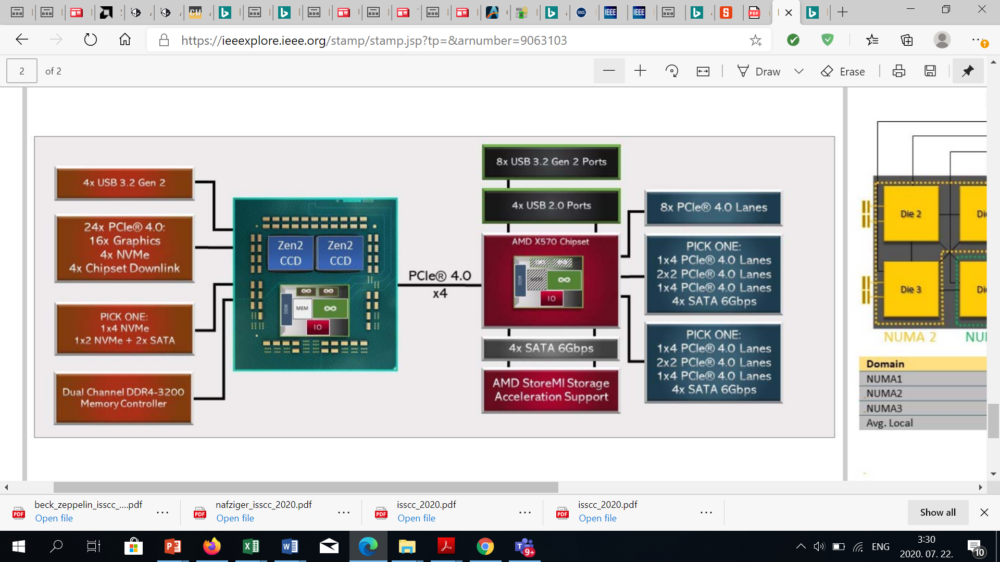 https://ieeexplore.ieee.org/stamp/stamp.jsp?tp=&arnumber=9063103
2 of 2
Draw
Erase
4x USB 3.2 Gen 2
24x PCIe® 4.0:
16x Graphics
4x NVMe
4x Chipset Downlink
PICK ONE:
1x4 NVMe
1x2 NVMe + 2x SATA
Dual Channel DDR4-3200
Memory Controller
Zen2
CCD
Zen2
CCD
∞
∞
DDR
MEM
∞
IO
PCIe® 4.0
x4
8x USB 3.2 Gen 2 Ports
4x USB 2.0 Ports
AMD X570 Chipset
DDR
∞
IO
4x SATA 6Gbps
AMD StoreMI Storage
Acceleration Support
8x PCIe® 4.0 Lanes
PICK ONE:
1x4 PCIe® 4.0 Lanes
2x2 PCIe® 4.0 Lanes
1x4 PCIe® 4.0 Lanes
4x SATA 6Gbps
PICK ONE:
1x4 PCIe® 4.0 Lanes
2x2 PCIe® 4.0 Lanes
1x4 PCIe® 4.0 Lanes
4x SATA 6Gbps
Die 2
Die 3
NUMA 2
Domain
NUMA1
NUMA2
NUMA3
Avg. Local
beck_zeppelin_isscc_....pdf
Open file
nafziger_isscc_2020.pdf
Open file
isscc_2020.pdf
Open file
isscc_2020.pdf
Open file
Show all
9+
ENG
3:30
2020. 07. 22.
10